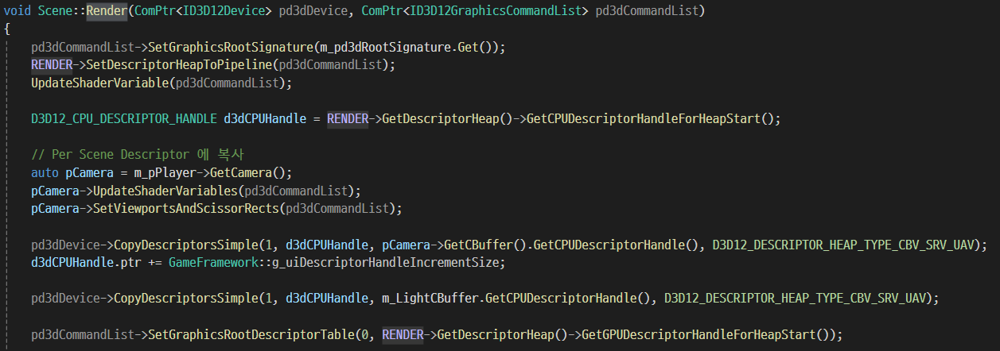 void Scene::Render(ComPtr<ID3D12Device> pd3dDevice, ComPtr<ID3D12GraphicsCommandList> pd3dCommandList)
{
pd3dCommandList->SetGraphicsRootSignature(m_pd3dRootSignature.Get());
RENDER->SetDescriptorHeapToPipeline(pd3dCommandList);
UpdateShaderVariable(pd3dCommandList);
D3D12_CPU_DESCRIPTOR_HANDLE d3dCPUHandle = RENDER->GetDescriptorHeap()->GetCPUDescriptorHandleForHeapStart();
// Per Scene Descriptor 에 복사
auto pCamera = m_pPlayer->GetCamera();
pCamera->UpdateShaderVariables(pd3dCommandList);
pCamera->SetViewportsAndScissorRects(pd3dCommandList);
pd3dDevice->CopyDescriptorsSimple(1, d3dCPUHandle, pCamera->GetCBuffer().GetCPUDescriptorHandle(), D3D12_DESCRIPTOR_HEAP_TYPE_CBV_SRV_UAV);
d3dCPUHandle.ptr += GameFramework::g_uiDescriptorHandleIncrementSize;
pd3dDevice->CopyDescriptorsSimple(1, d3dCPUHandle, m_LightCBuffer.GetCPUDescriptorHandle(), D3D12_DESCRIPTOR_HEAP_TYPE_CBV_SRV_UAV);
pd3dCommandList->SetGraphicsRootDescriptorTable(0, RENDER->GetDescriptorHeap()->GetGPUDescriptorHandleForHeapStart());